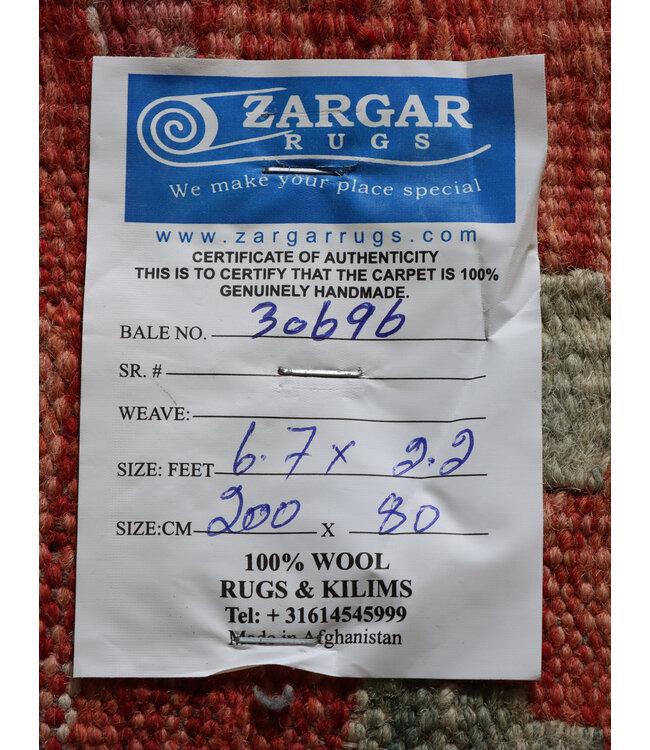 ZARGAR
RUGS
We make your place special
www.zargarrugs.com
CERTIFICATE OF AUTHENTICITY
THIS IS TO CERTIFY THAT THE CARPET IS 100%
GENUINELY HANDMADE.
BALE NO. 30696
SR. #
WEAVE:
SIZE: FEET 6.7 x 2.2
SIZE:CM 200 X 80
100% WOOL
RUGS & KILIMS
Tel: + 31614545999
Made in Afghanistan